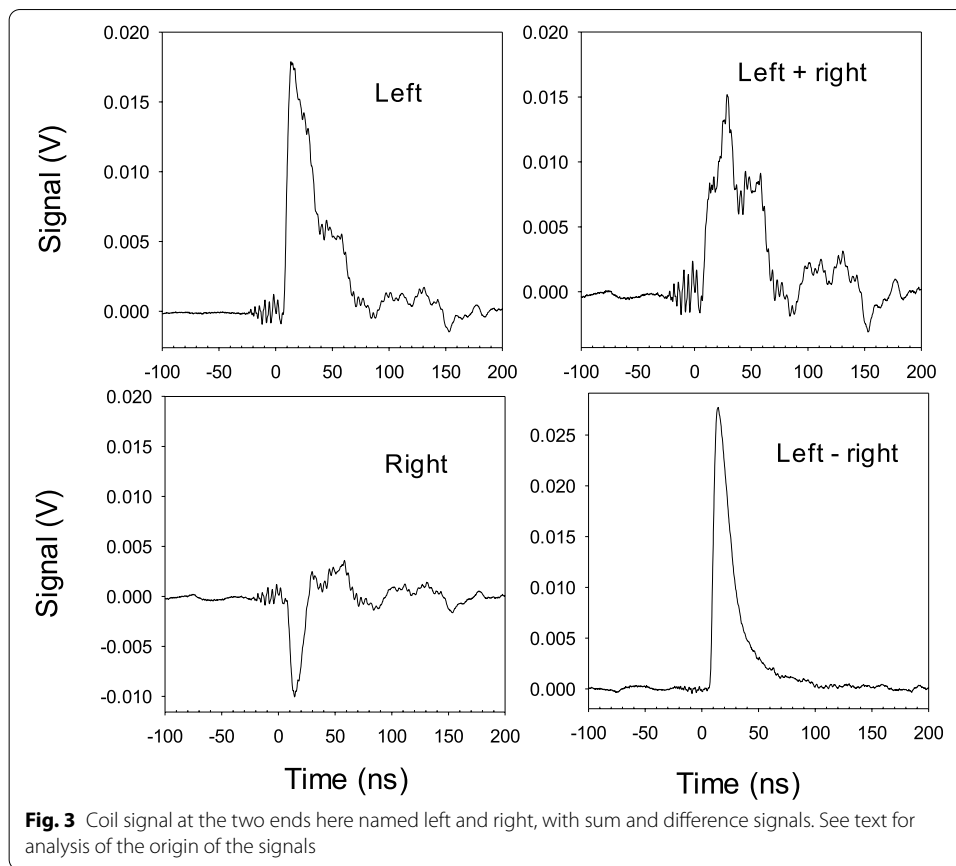 0.020
0.015
0.010
0.005
0.000
Signal (V)
Left
-100 -50 0 50 100 150 200
0.020
0.015
0.010
0.005
0.000
Left + right
-100 -50 0 50 100 150 200
0.020
0.015
0.010
0.005
0.000
-0.005
-0.010
Signal (V)
Right
-100 -50 0 50 100 150 200
Time (ns)
0.025
0.020
0.015
0.010
0.005
0.000
Left - right
-100 -50 0 50 100 150 200
Time (ns)
Fig. 3 Coil signal at the two ends here named left and right, with sum and difference signals. See text for
analysis of the origin of the signals